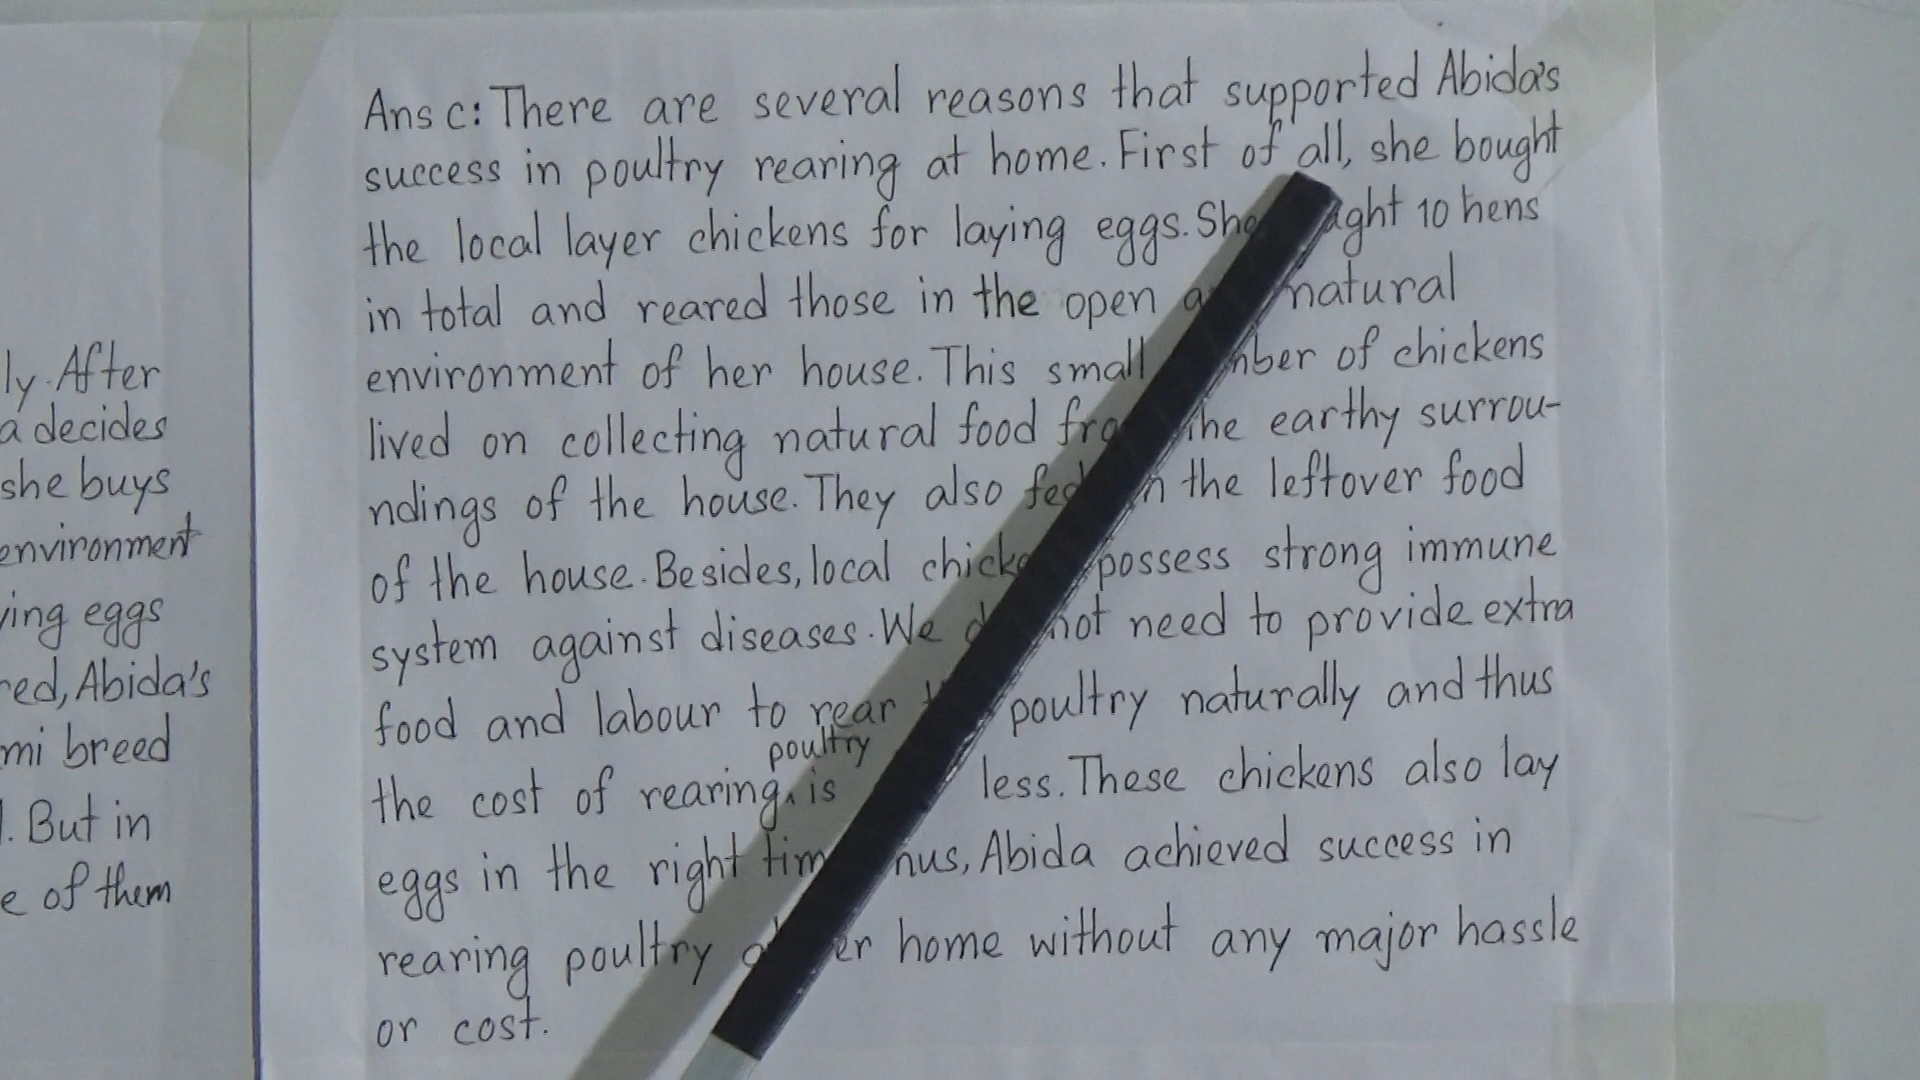 ly. After
a decides
she buys
environment
ying eggs
red, Abida's
mi breed
. But in
e of them
Ans c: There are several reasons that supported Abida's
success in poultry rearing at home. First of all, she bought
the local layer chickens for laying eggs. She 10 hens
in total and reared those in the open natural
environment of her house. This small of chickens
lived on collecting natural food the earthy surrou-
ndings of the house. They also fed the leftover food
of the house. Besides, local possess strong immune
system against diseases. We not need to provide extra
food and labour to rear poultry naturally and thus
the cost of rearing poultry is less. These chickens also lay
eggs in the right Abida achieved success in
rearing poultry home without any major hassle
or cost.